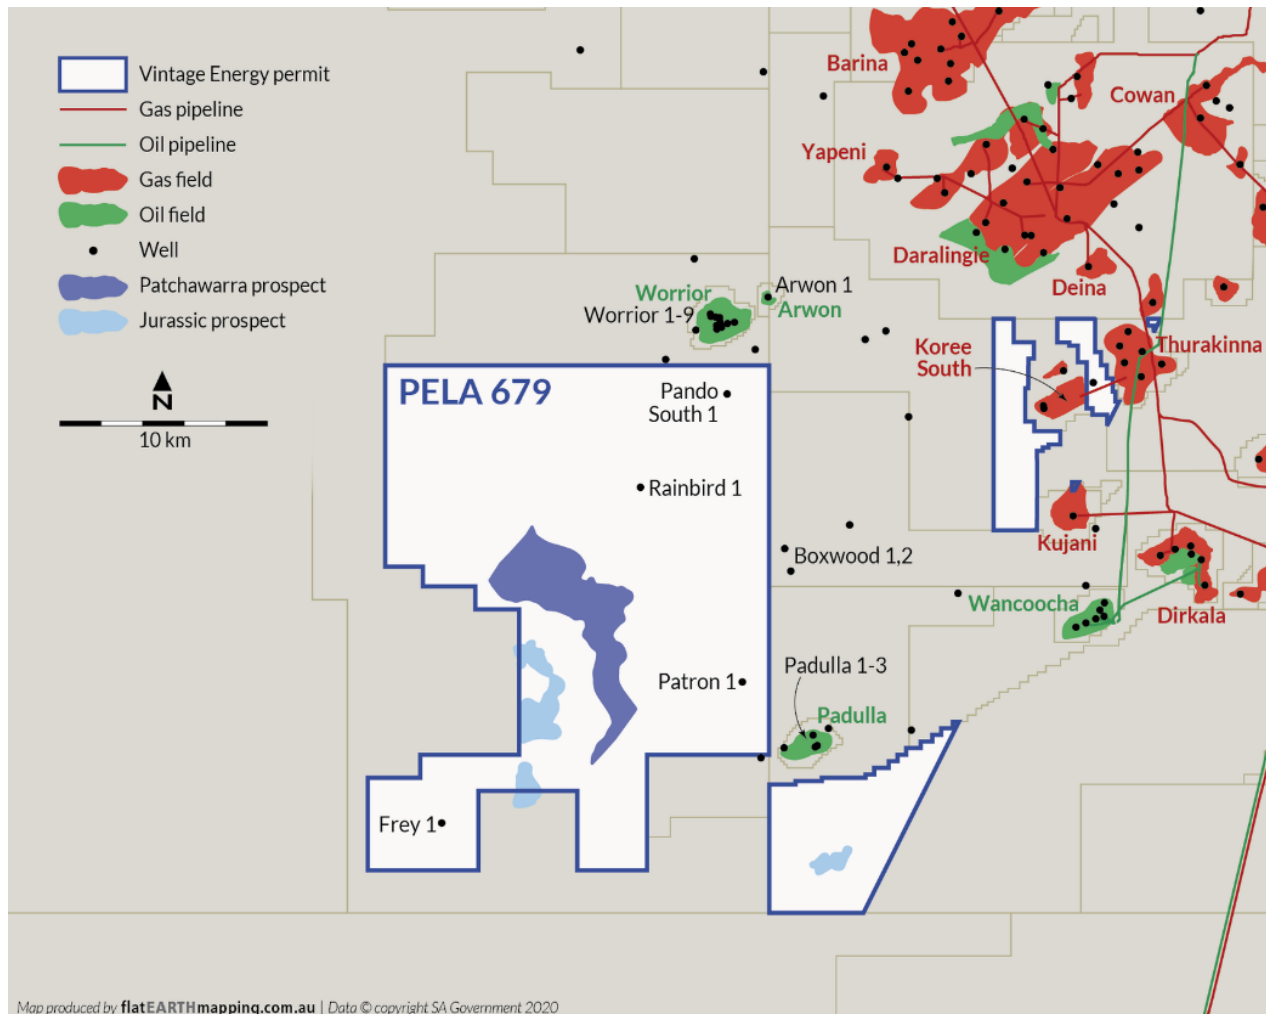 Vintage Energy permit
Gas pipeline
Oil pipeline
Gas field
Oil field
Well
Patchawarra prospect
Jurassic prospect
N
10 km
Barina
Cowan
Yapeni
Daralingie
Deina
Worrior
Worrior 1-9
Arwon 1
Arwon
Koree
South
Thurakinna
PELA 679
Pando
South 1
Rainbird 1
Boxwood 1,2
Kujani
Wancoocha
Dirkala
Patron 1
Padulla 1-3
Padulla
Frey 1
Map produced by flatEARTHmapping.com.au | Data © copyright SA Government 2020